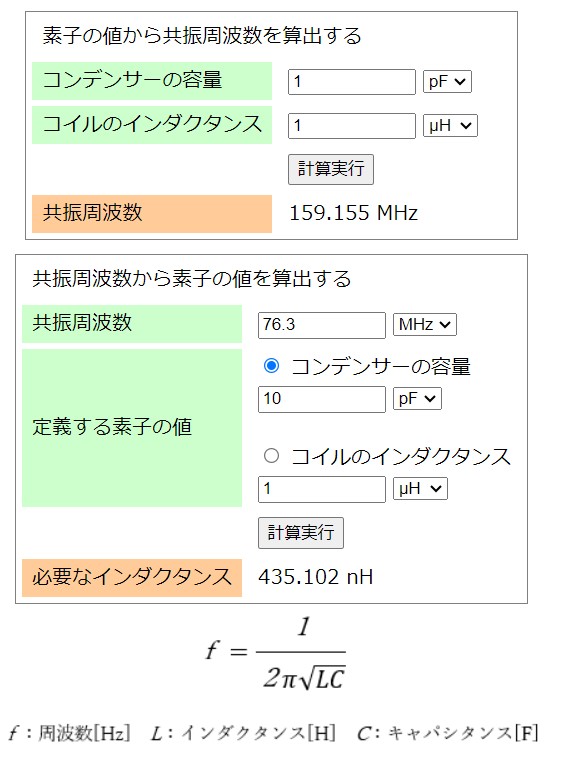 素子の値から共振周波数を算出する
コンデンサーの容量 1 pF
コイルのインダクタンス 1 μH
計算実行
共振周波数 159.155 MHz
共振周波数から素子の値を算出する
共振周波数 76.3 MHz
定義する素子の値
コンデンサーの容量
10 pF
コイルのインダクタンス
1 μH
計算実行
必要なインダクタンス 435.102 nH
f = 1 / 2π√LC
f：周波数[Hz] L：インダクタンス[H] C：キャパシタンス[F]